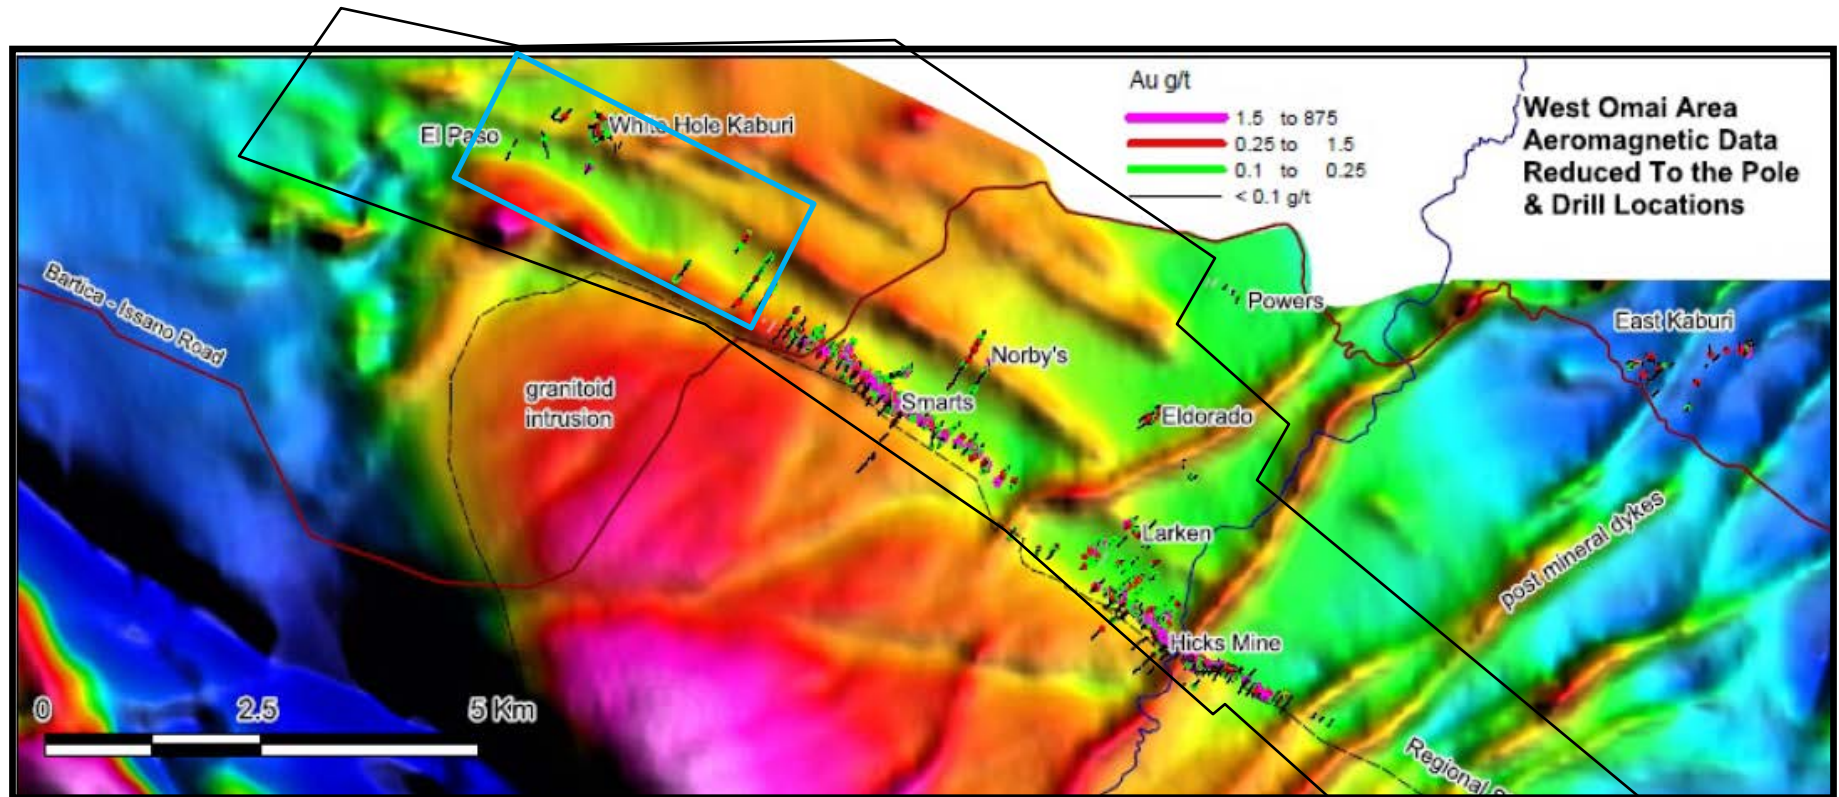 Au g/t
1.5 to 875
0.25 to 1.5
0.1 to 0.25
< 0.1 g/t
West Omai Area
Aeromagnetic Data
Reduced To the Pole
& Drill Locations
El Paso
White Hole Kaburi
Bartica - Issano Road
granitoid
intrusion
Powers
East Kaburi
Norby's
Smarts
Eldorado
Larken
post mineral dykes
Hicks Mine
0 2.5 5 Km
Regional